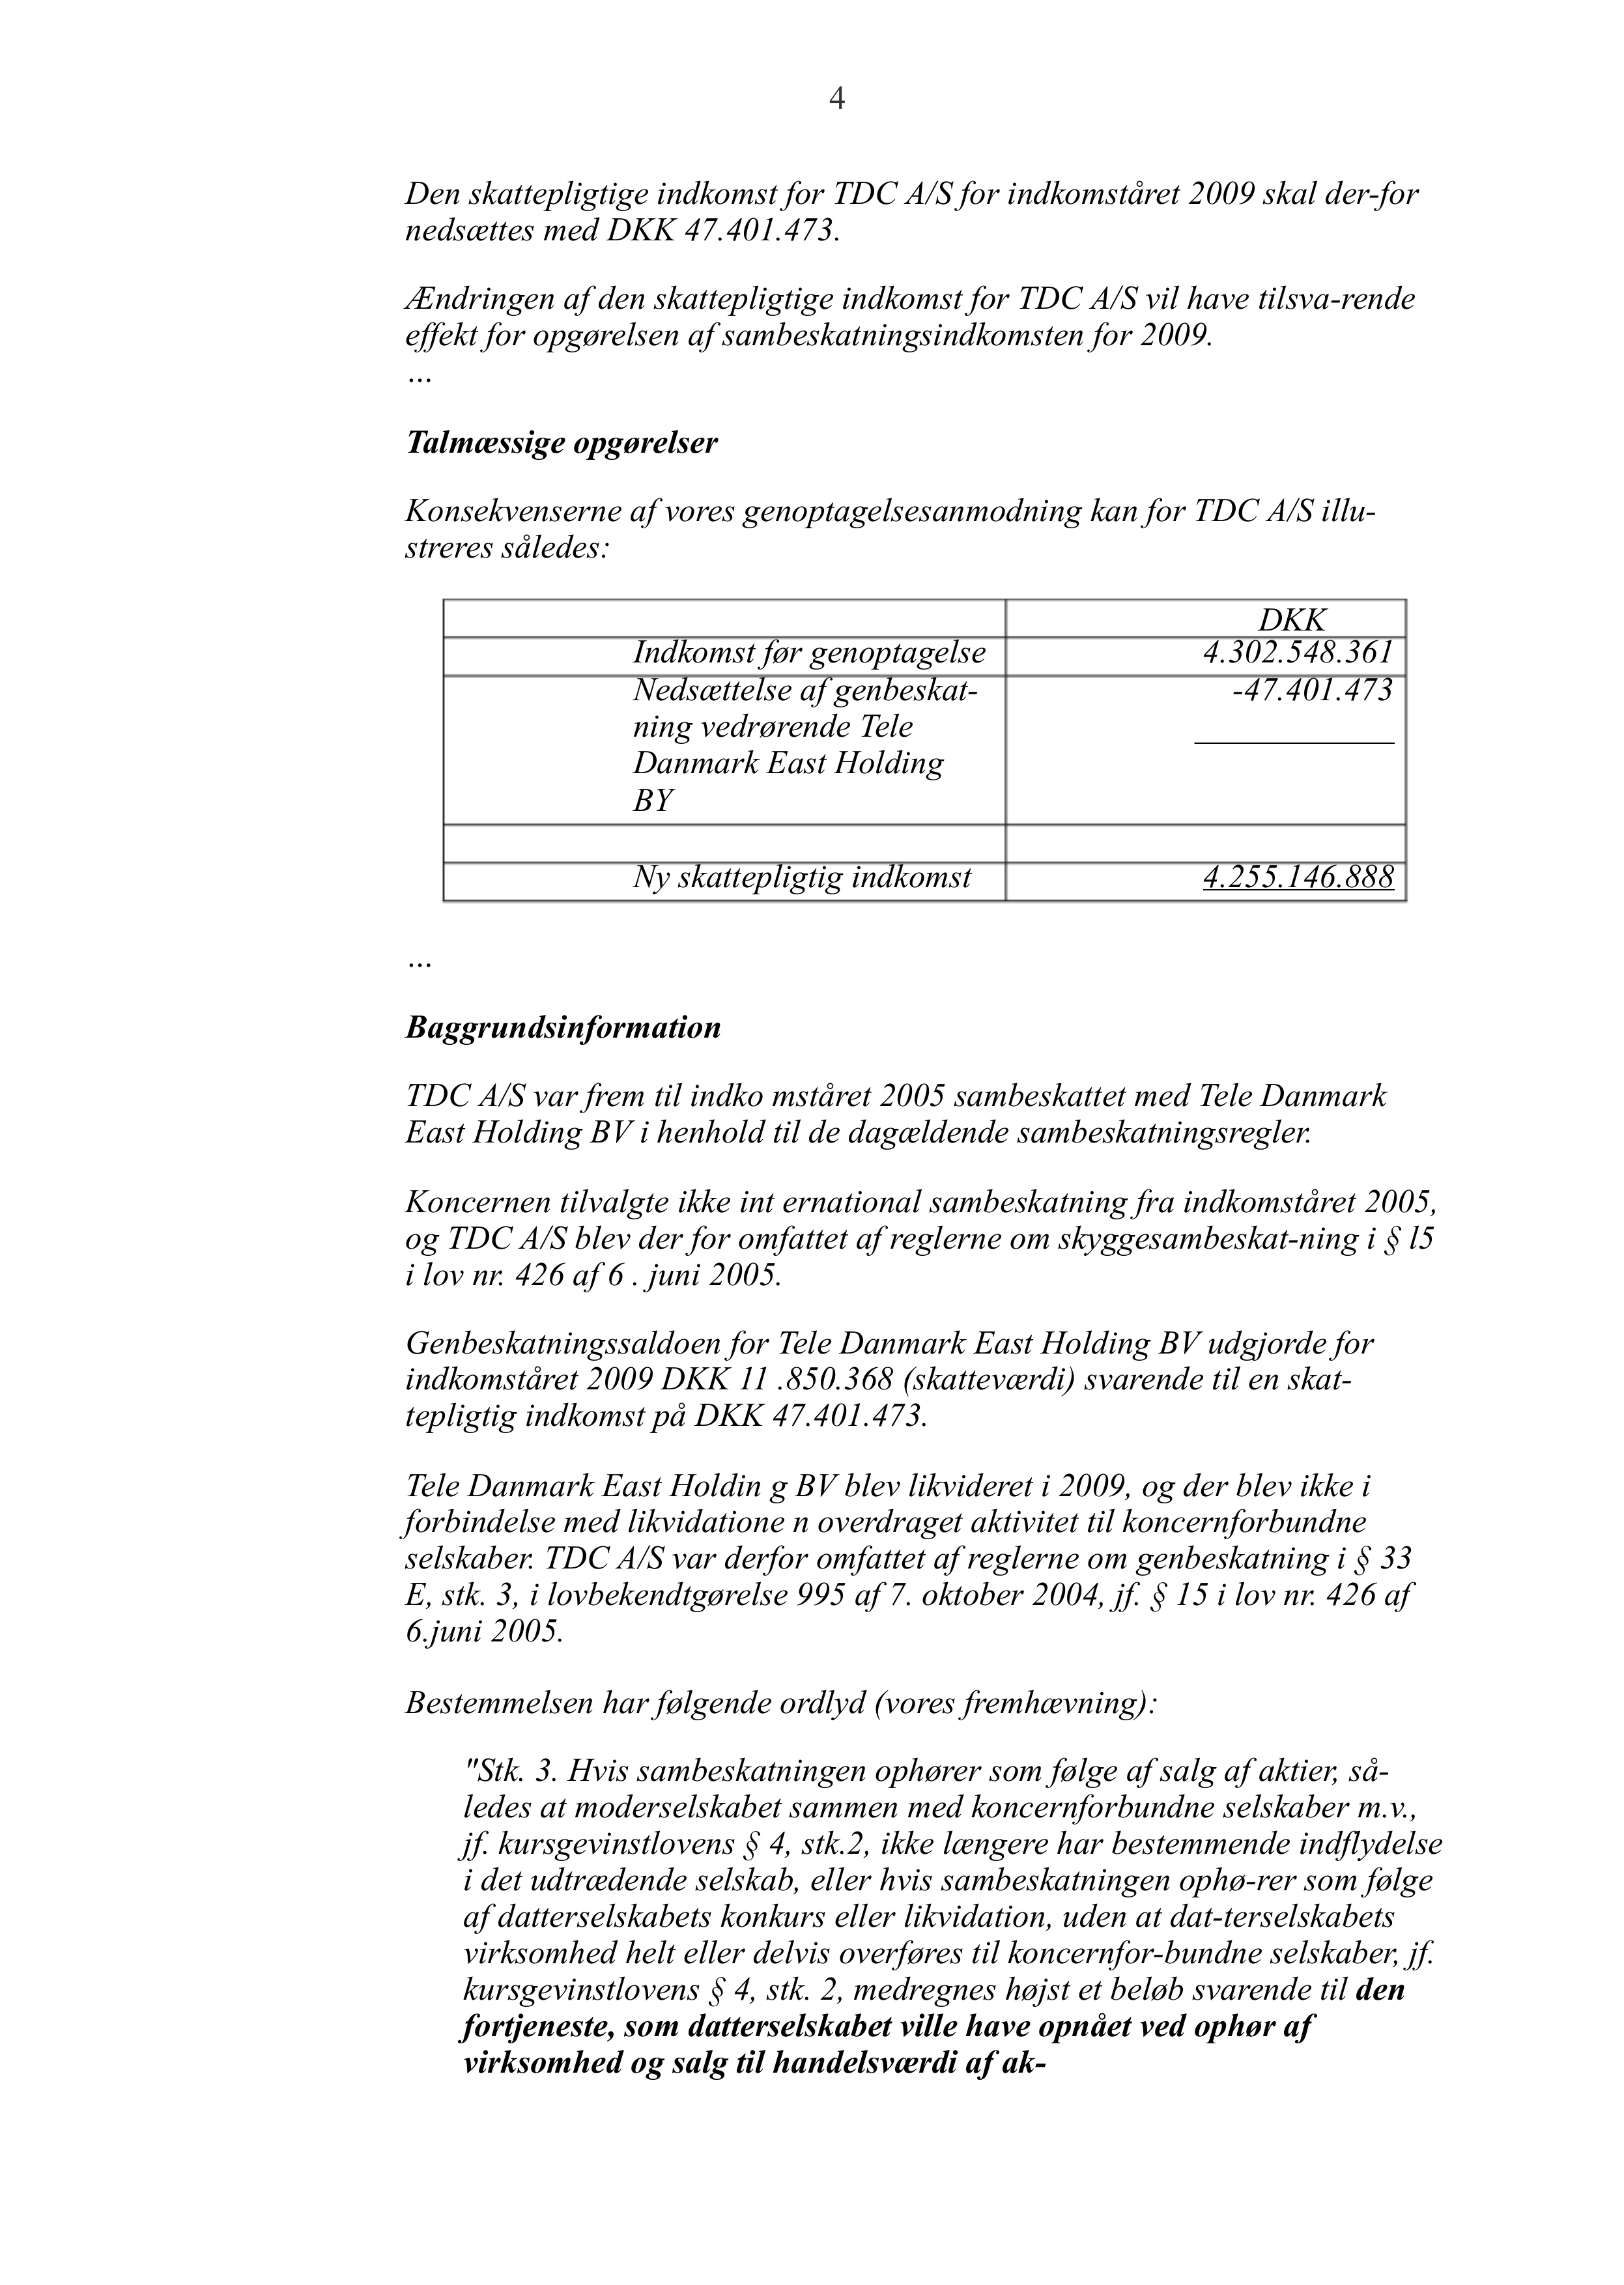 4
Den skattepligtige indkomst for TDC A/S for indkomståret 2009 skal der-for
nedsættes med DKK 47.401.473.
Ændringen af den skattepligtige indkomst for TDC A/S vil have tilsva-rende
effekt for opgørelsen af sambeskatningsindkomsten for 2009.
...
Talmæssige opgørelser
Konsekvenserne af vores genoptagelsesanmodning kan for TDC A/S illu-
streres således:
DKK
Indkomst før genoptagelse 4.302.548.361
Nedsættelse af genbeskat- -47.401.473
ning vedrørende Tele
Danmark East Holding
BY
Ny skattepligtig indkomst 4.255.146.888
...
Baggrundsinformation
TDC A/S var frem til indko mståret 2005 sambeskattet med Tele Danmark
East Holding BV i henhold til de dagældende sambeskatningsregler.
Koncernen tilvalgte ikke int ernational sambeskatning fra indkomståret 2005,
og TDC A/S blev der for omfattet af reglerne om skyggesambeskat-ning i § l5
i lov nr. 426 af 6 . juni 2005.
Genbeskatningssaldoen for Tele Danmark East Holding BV udgjorde for
indkomståret 2009 DKK 11 .850.368 (skatteværdi) svarende til en skat-
tepligtig indkomst på DKK 47.401.473.
Tele Danmark East Holdin g BV blev likvideret i 2009, og der blev ikke i
forbindelse med likvidatione n overdraget aktivitet til koncernforbundne
selskaber. TDC A/S var derfor omfattet af reglerne om genbeskatning i § 33
E, stk. 3, i lovbekendtgørelse 995 af 7. oktober 2004, jf. § 15 i lov nr. 426 af
6.juni 2005.
Bestemmelsen har følgende ordlyd (vores fremhævning):
"Stk. 3. Hvis sambeskatningen ophører som følge af salg af aktier, så-
ledes at moderselskabet sammen med koncernforbundne selskaber m.v.,
jf. kursgevinstlovens § 4, stk.2, ikke længere har bestemmende indflydelse
i det udtrædende selskab, eller hvis sambeskatningen ophø-rer som følge
af datterselskabets konkurs eller likvidation, uden at dat-terselskabets
virksomhed helt eller delvis overføres til koncernfor-bundne selskaber, jf.
kursgevinstlovens § 4, stk. 2, medregnes højst et beløb svarende til den
fortjeneste, som datterselskabet ville have opnået ved ophør af
virksomhed og salg til handelsværdi af ak-